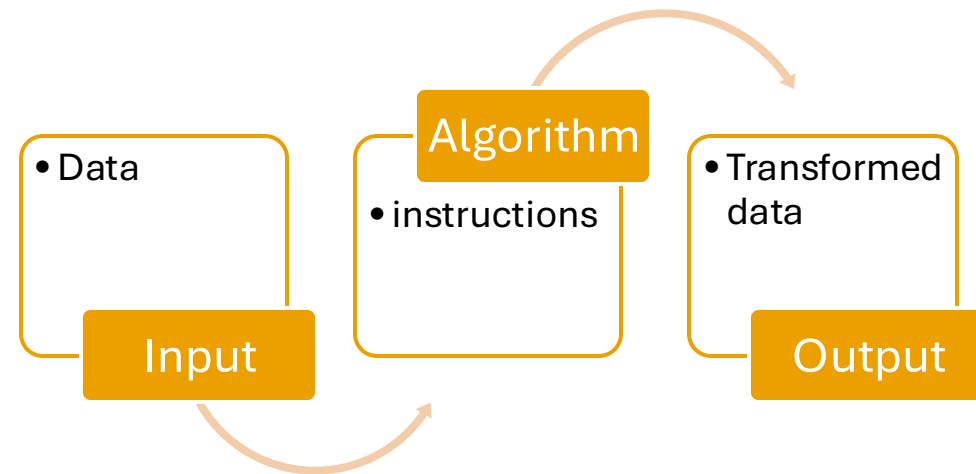 • Data
Input
Algorithm
• instructions
• Transformed
data
Output